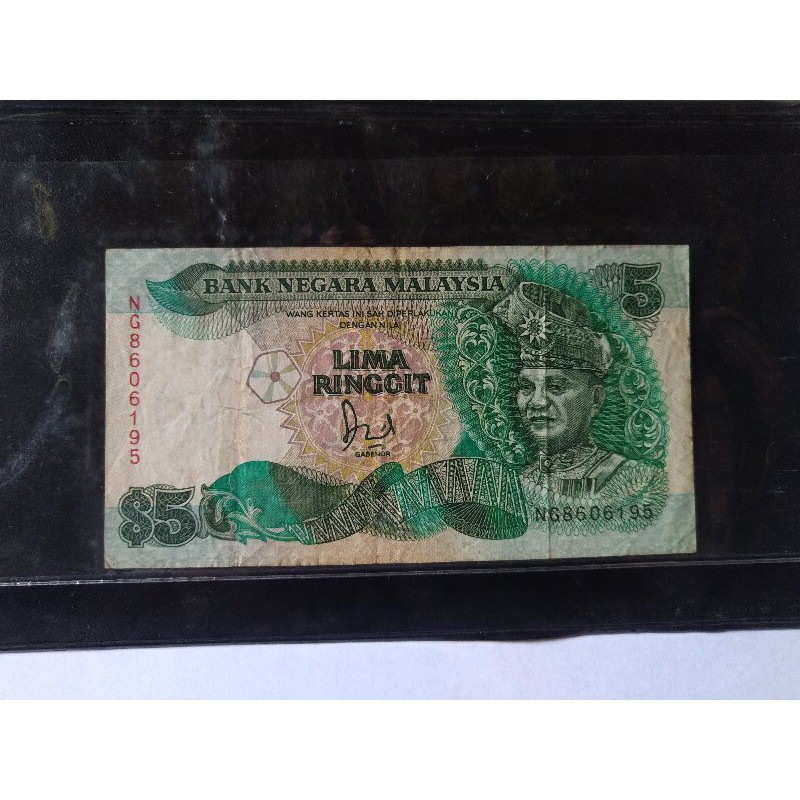 BANK NEGARA MALAYSIA
5
WANG KERTAS INI SAH DIPERLAKUKAN
DENGAN NILAI
LIMA
RINGGIT
GABENOR
NG8606195
$5
NG8606195